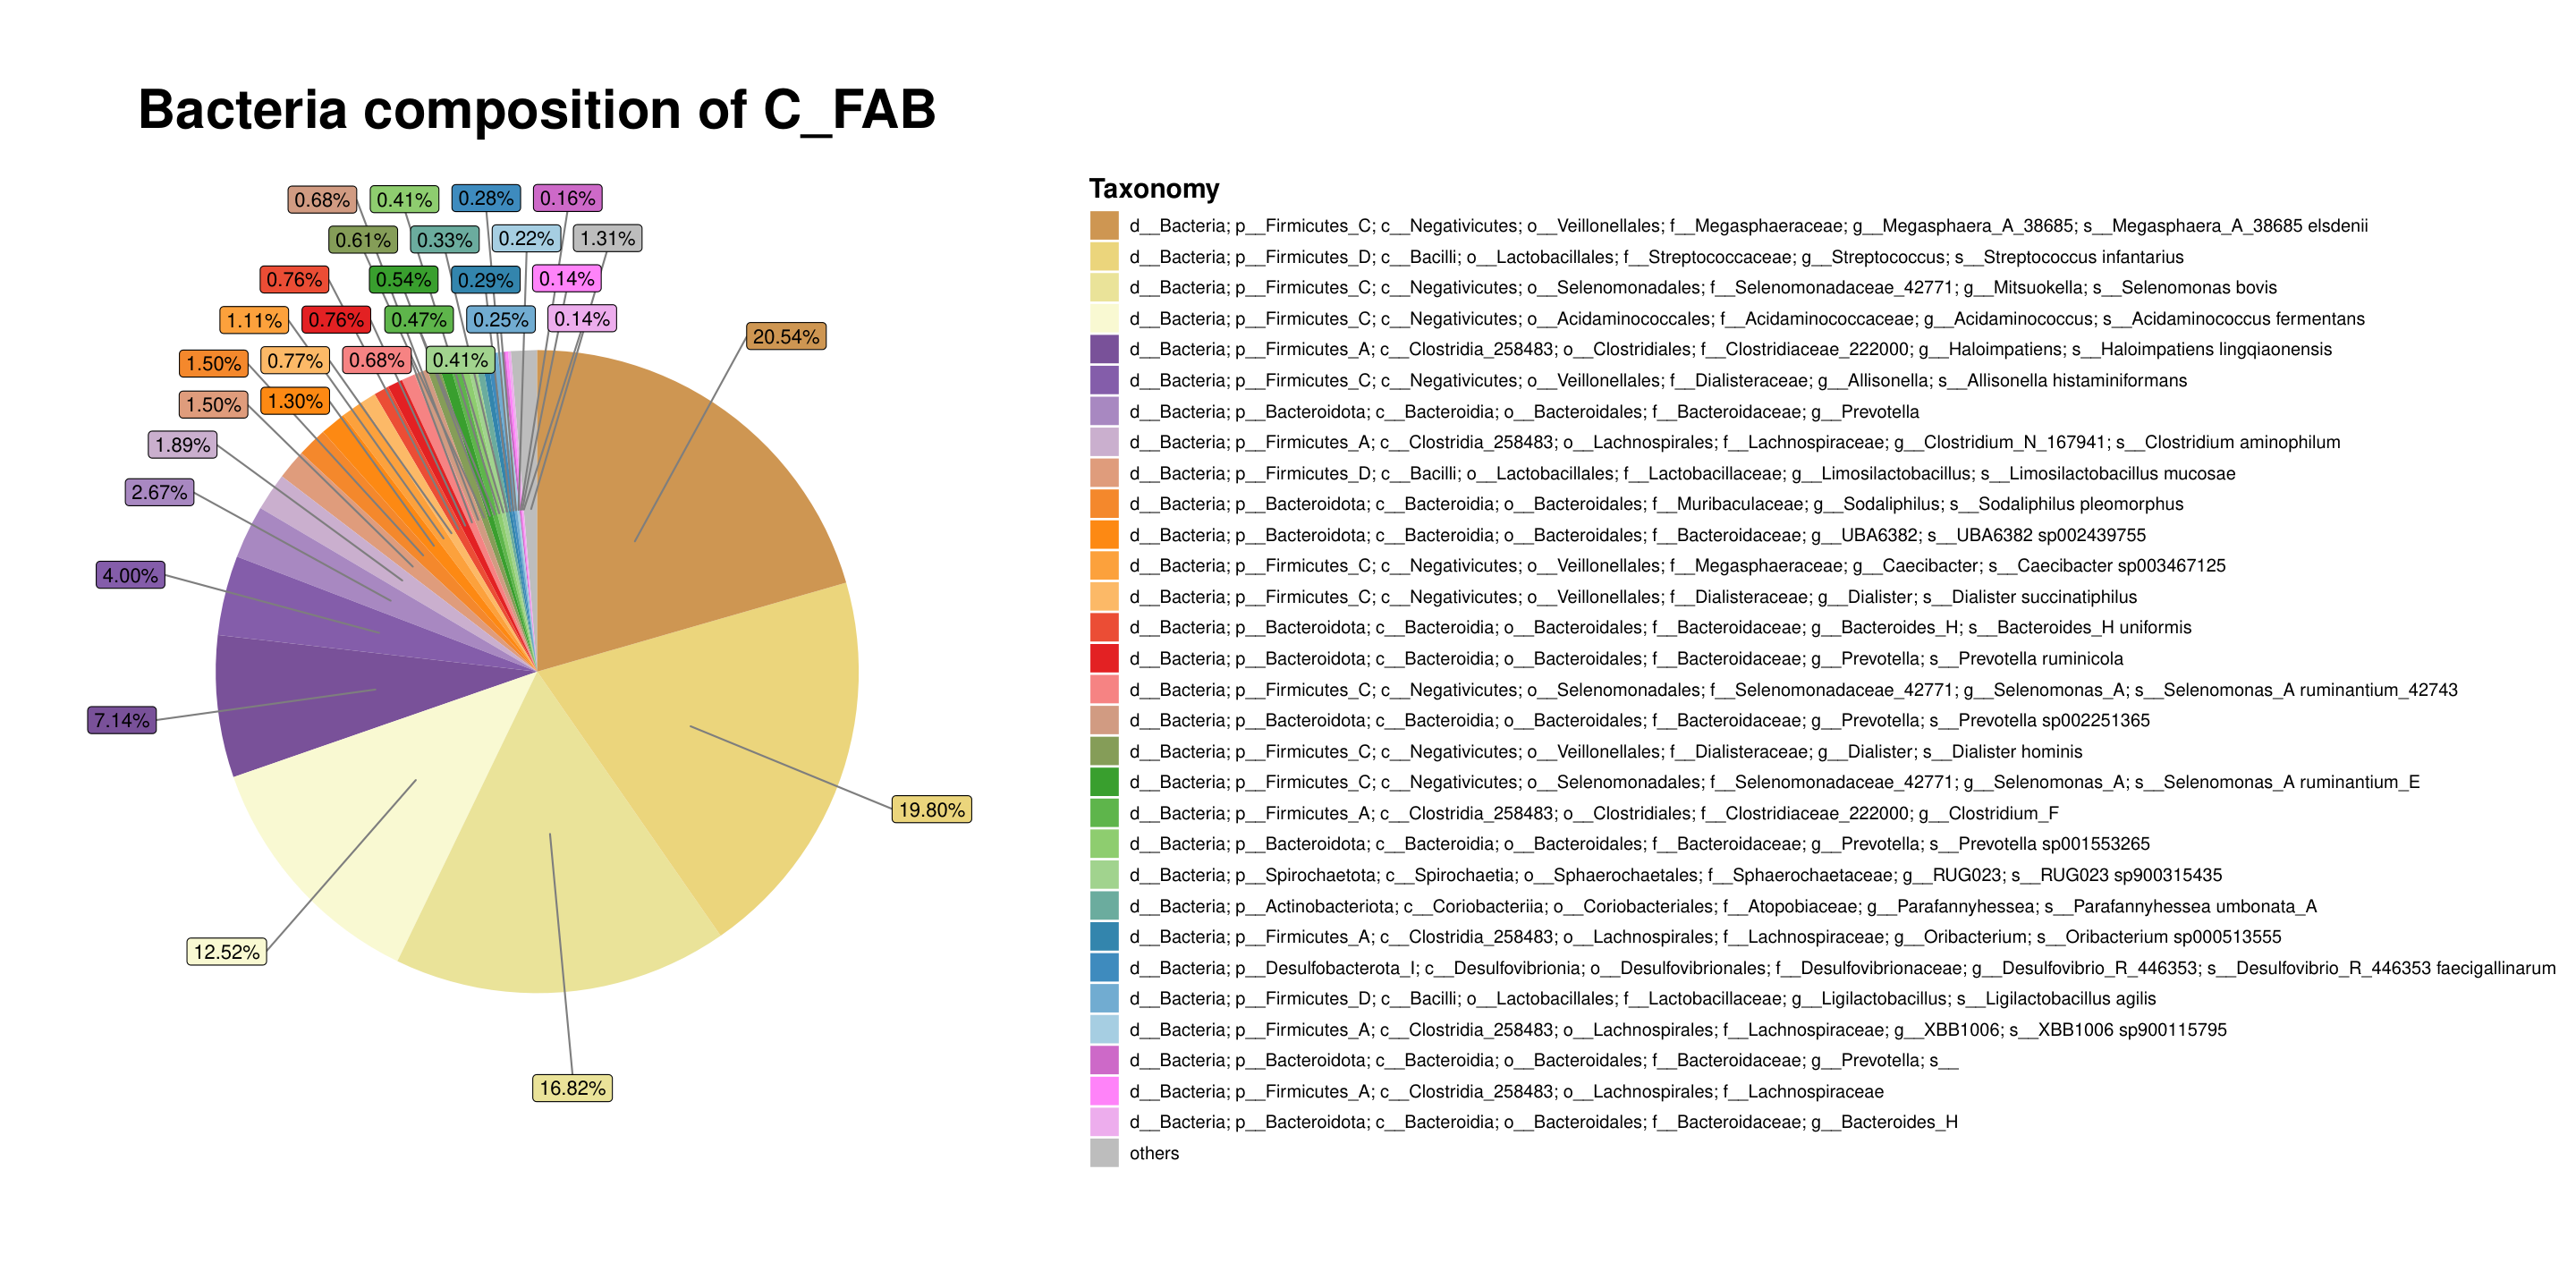 Bacteria composition of C_FAB
0.68%
0.41%
0.28%
0.16%
0.61%
0.33%
0.22%
1.31%
0.76%
0.54%
0.29%
0.14%
1.11%
0.76%
0.47%
0.25%
0.14%
20.54%
1.50%
0.77%
0.68%
0.41%
1.50%
1.30%
1.89%
2.67%
4.00%
7.14%
19.80%
12.52%
16.82%
Taxonomy
d__Bacteria; p__Firmicutes_C; c__Negativicutes; o__Veillonellales; f__Megasphaeraceae; g__Megasphaera_A_38685; s__Megasphaera_A_38685 elsdenii
d__Bacteria; p__Firmicutes_D; c__Bacilli; o__Lactobacillales; f__Streptococcaceae; g__Streptococcus; s__Streptococcus infantarius
d__Bacteria; p__Firmicutes_C; c__Negativicutes; o__Selenomonadales; f__Selenomonadaceae_42771; g__Mitsuokella; s__Selenomonas bovis
d__Bacteria; p__Firmicutes_C; c__Negativicutes; o__Acidaminococcales; f__Acidaminococcaceae; g__Acidaminococcus; s__Acidaminococcus fermentans
d__Bacteria; p__Firmicutes_A; c__Clostridia_258483; o__Clostridiales; f__Clostridiaceae_222000; g__Haloimpatiens; s__Haloimpatiens lingqiaonensis
d__Bacteria; p__Firmicutes_C; c__Negativicutes; o__Veillonellales; f__Dialisteraceae; g__Allisonella; s__Allisonella histaminiformans
d__Bacteria; p__Bacteroidota; c__Bacteroidia; o__Bacteroidales; f__Bacteroidaceae; g__Prevotella
d__Bacteria; p__Firmicutes_A; c__Clostridia_258483; o__Lachnospirales; f__Lachnospiraceae; g__Clostridium_N_167941; s__Clostridium aminophilum
d__Bacteria; p__Firmicutes_D; c__Bacilli; o__Lactobacillales; f__Lactobacillaceae; g__Limosilactobacillus; s__Limosilactobacillus mucosae
d__Bacteria; p__Bacteroidota; c__Bacteroidia; o__Bacteroidales; f__Muribaculaceae; g__Sodaliphilus; s__Sodaliphilus pleomorphus
d__Bacteria; p__Bacteroidota; c__Bacteroidia; o__Bacteroidales; f__Bacteroidaceae; g__UBA6382; s__UBA6382 sp002439755
d__Bacteria; p__Firmicutes_C; c__Negativicutes; o__Veillonellales; f__Megasphaeraceae; g__Caecibacter; s__Caecibacter sp003467125
d__Bacteria; p__Firmicutes_C; c__Negativicutes; o__Veillonellales; f__Dialisteraceae; g__Dialister; s__Dialister succinatiphilus
d__Bacteria; p__Bacteroidota; c__Bacteroidia; o__Bacteroidales; f__Bacteroidaceae; g__Bacteroides_H; s__Bacteroides_H uniformis
d__Bacteria; p__Bacteroidota; c__Bacteroidia; o__Bacteroidales; f__Bacteroidaceae; g__Prevotella; s__Prevotella ruminicola
d__Bacteria; p__Firmicutes_C; c__Negativicutes; o__Selenomonadales; f__Selenomonadaceae_42771; g__Selenomonas_A; s__Selenomonas_A ruminantium_42743
d__Bacteria; p__Bacteroidota; c__Bacteroidia; o__Bacteroidales; f__Bacteroidaceae; g__Prevotella; s__Prevotella sp002251365
d__Bacteria; p__Firmicutes_C; c__Negativicutes; o__Veillonellales; f__Dialisteraceae; g__Dialister; s__Dialister hominis
d__Bacteria; p__Firmicutes_C; c__Negativicutes; o__Selenomonadales; f__Selenomonadaceae_42771; g__Selenomonas_A; s__Selenomonas_A ruminantium_E
d__Bacteria; p__Firmicutes_A; c__Clostridia_258483; o__Clostridiales; f__Clostridiaceae_222000; g__Clostridium_F
d__Bacteria; p__Bacteroidota; c__Bacteroidia; o__Bacteroidales; f__Bacteroidaceae; g__Prevotella; s__Prevotella sp001553265
d__Bacteria; p__Spirochaetota; c__Spirochaetia; o__Sphaerochaetales; f__Sphaerochaetaceae; g__RUG023; s__RUG023 sp900315435
d__Bacteria; p__Actinobacteriota; c__Coriobacteriia; o__Coriobacteriales; f__Atopobiaceae; g__Parafannyhessea; s__Parafannyhessea umbonata_A
d__Bacteria; p__Firmicutes_A; c__Clostridia_258483; o__Lachnospirales; f__Lachnospiraceae; g__Oribacterium; s__Oribacterium sp000513555
d__Bacteria; p__Desulfobacterota_I; c__Desulfovibrionia; o__Desulfovibrionales; f__Desulfovibrionaceae; g__Desulfovibrio_R_446353; s__Desulfovibrio_R_446353 faecigallinarum
d__Bacteria; p__Firmicutes_D; c__Bacilli; o__Lactobacillales; f__Lactobacillaceae; g__Ligilactobacillus; s__Ligilactobacillus agilis
d__Bacteria; p__Firmicutes_A; c__Clostridia_258483; o__Lachnospirales; f__Lachnospiraceae; g__XBB1006; s__XBB1006 sp900115795
d__Bacteria; p__Bacteroidota; c__Bacteroidia; o__Bacteroidales; f__Bacteroidaceae; g__Prevotella; s__
d__Bacteria; p__Firmicutes_A; c__Clostridia_258483; o__Lachnospirales; f__Lachnospiraceae
d__Bacteria; p__Bacteroidota; c__Bacteroidia; o__Bacteroidales; f__Bacteroidaceae; g__Bacteroides_H
others